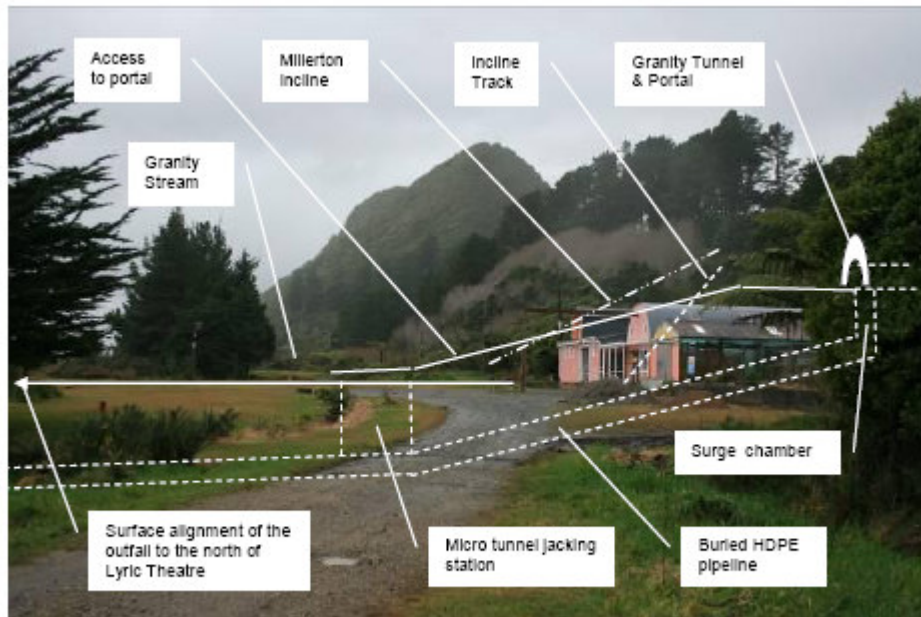 Access
to portal
Millerton
Incline
Incline
Track
Granity Tunnel
& Portal
Granity
Stream
Surge chamber
Surface alignment of the
outfall to the north of
Lyric Theatre
Micro tunnel jacking
station
Buried HDPE
pipeline